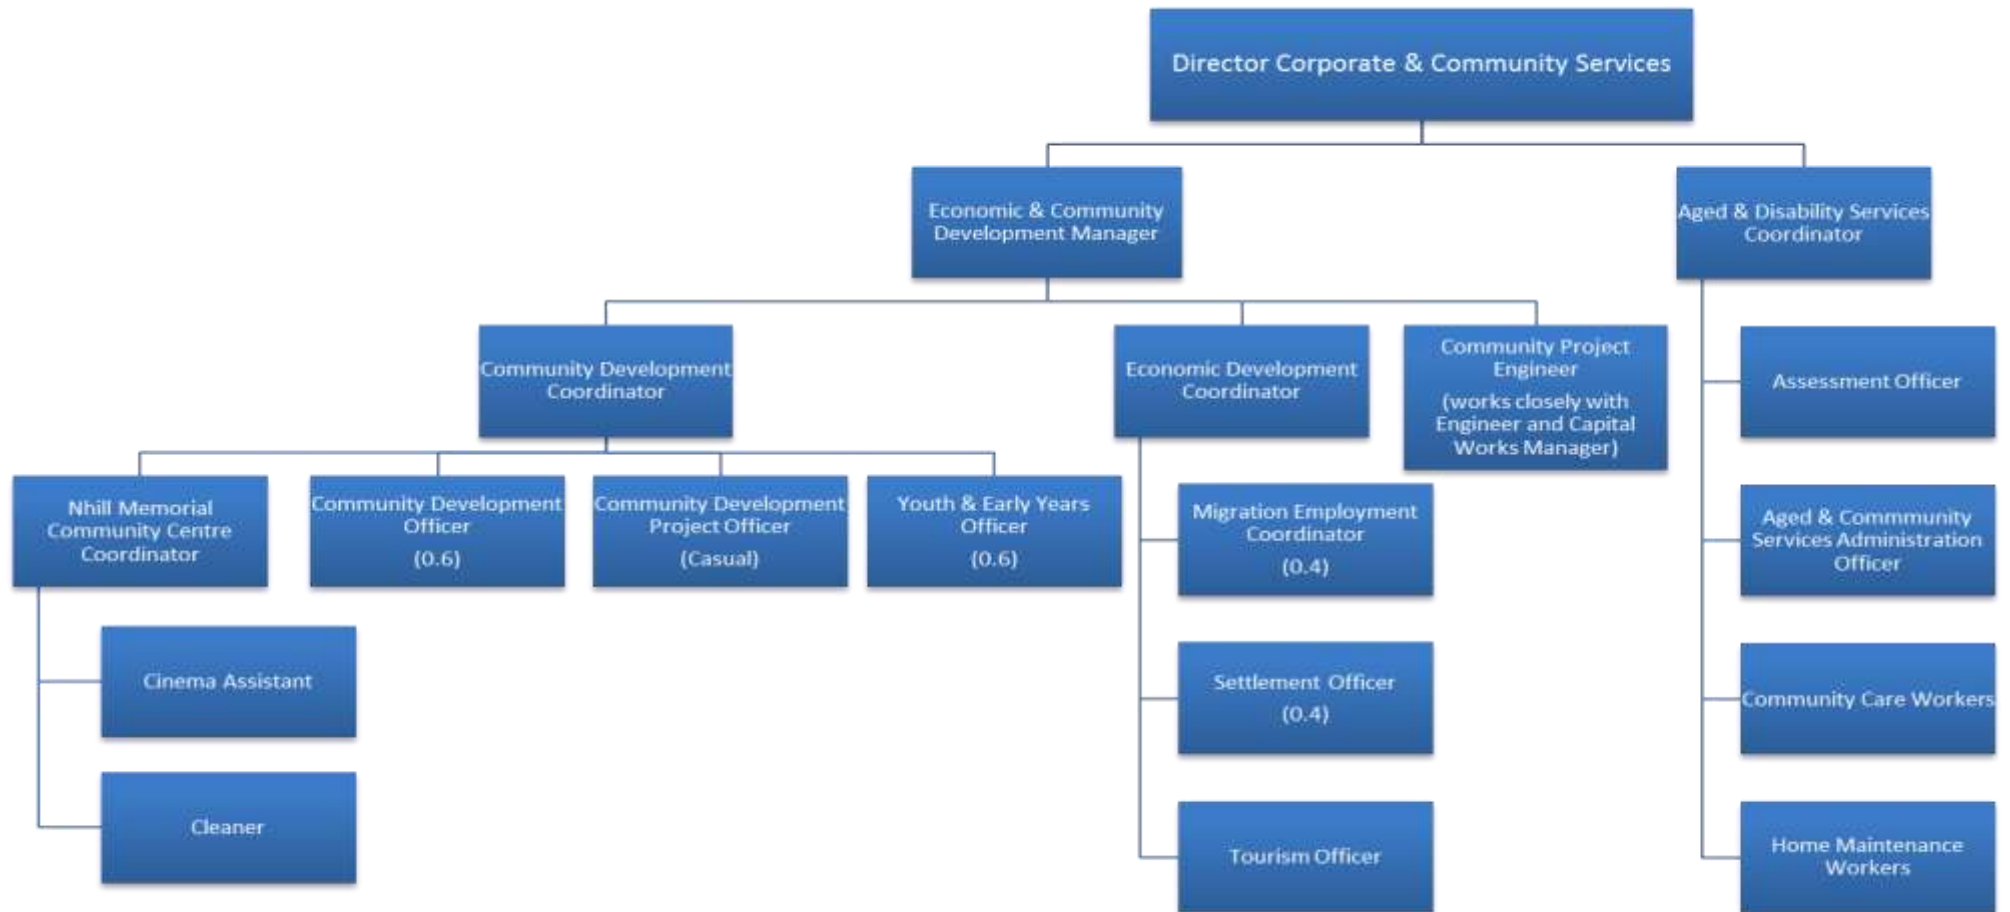 Director Corporate & Community Services
Economic & Community
Development Manager
Aged & Disability Services
Coordinator
Community Development
Coordinator
Economic Development
Coordinator
Community Project
Engineer
(works closely with
Engineer and Capital
Works Manager)
Assessment Officer
Nhill Memorial
Community Centre
Coordinator
Community Development
Officer
(0.6)
Community Development
Project Officer
(Casual)
Youth & Early Years
Officer
(0.6)
Migration Employment
Coordinator
(0.4)
Aged & Commmunity
Services Administration
Officer
Cinema Assistant
Settlement Officer
(0.4)
Community Care Workers
Cleaner
Tourism Officer
Home Maintenance
Workers